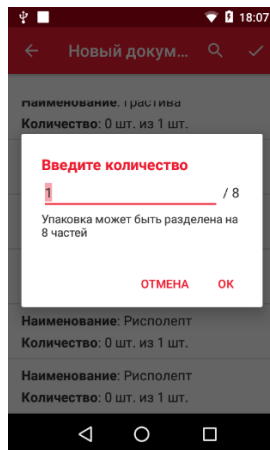 18:07
Новый докум...
Наименование: Грастива
Количество: 0 шт. из 1 шт.
Введите количество
1 / 8
Упаковка может быть разделена на
8 частей
ОТМЕНА ОК
Наименование: Рисполепт
Количество: 0 шт. из 1 шт.
Наименование: Рисполепт
Количество: 0 шт. из 1 шт.